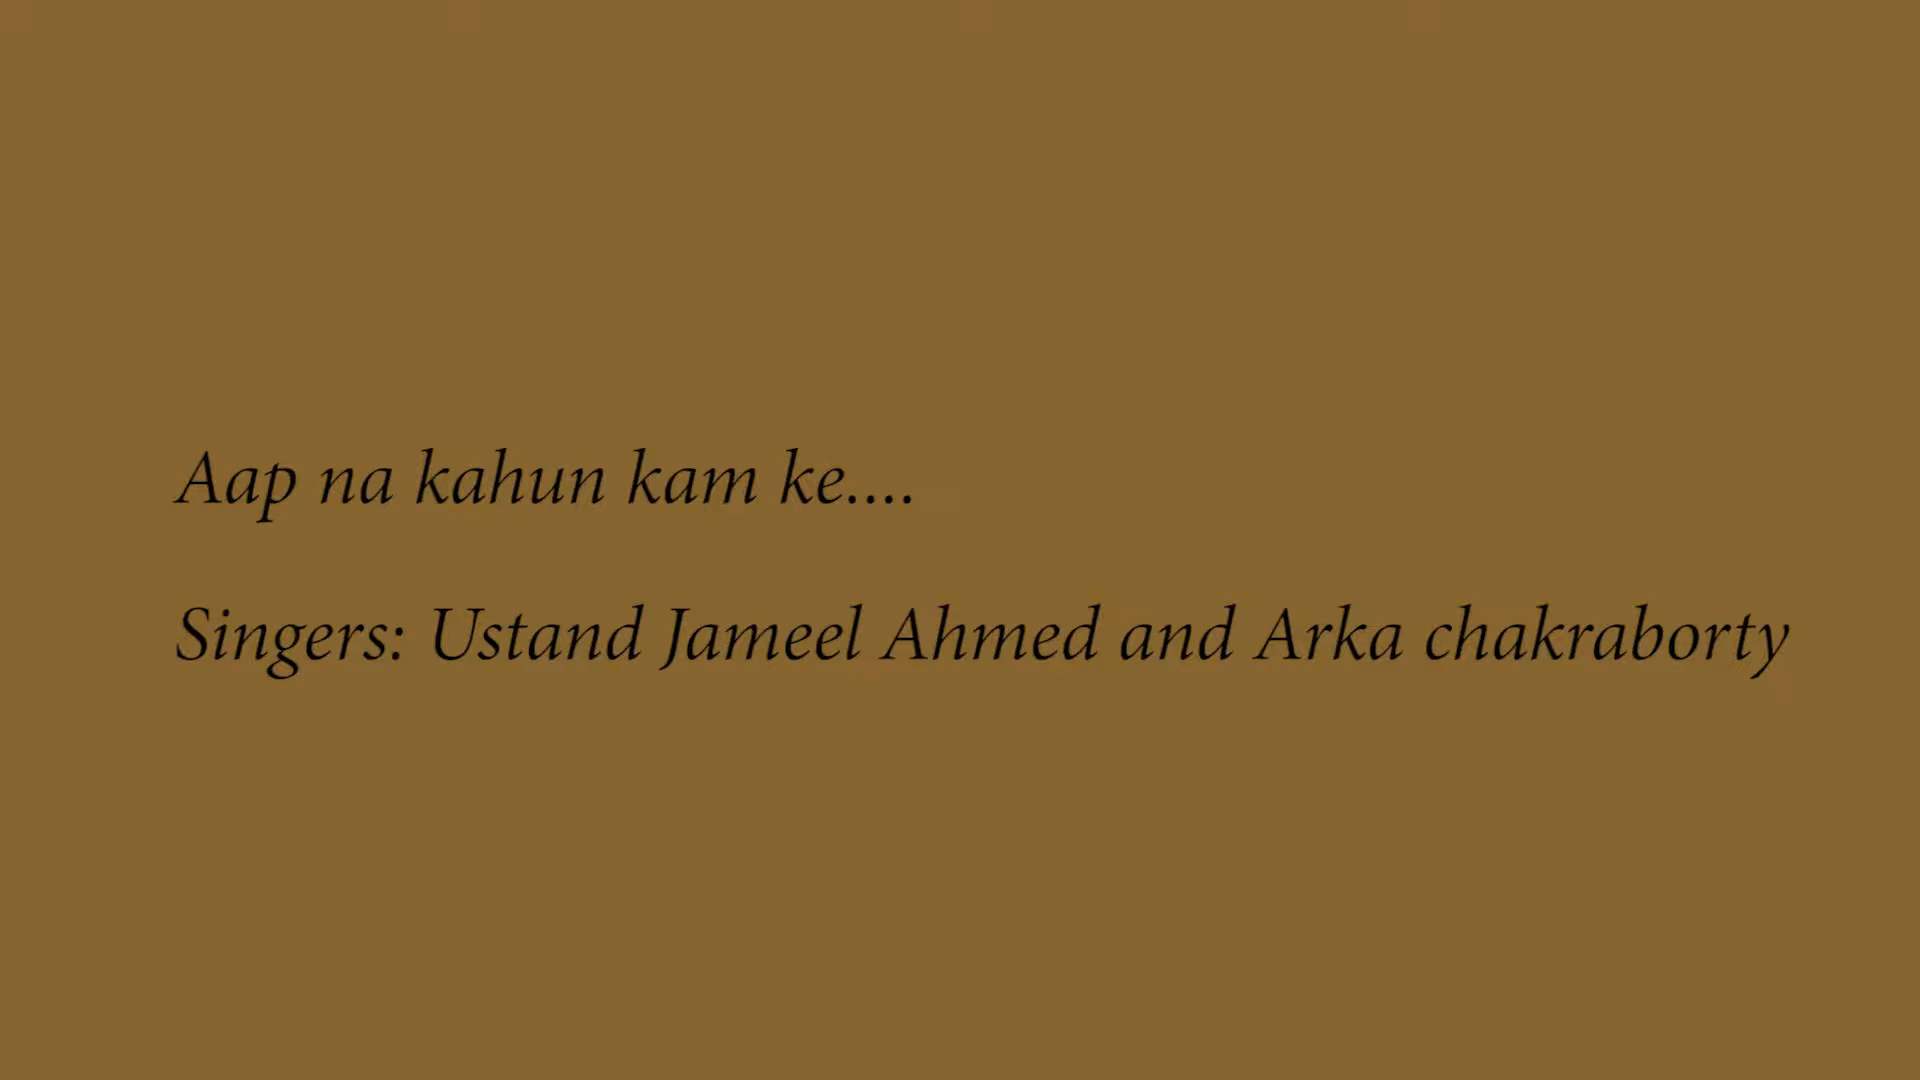 Aap na kahun kam ke....
Singers: Ustand Jameel Ahmed and Arka chakraborty